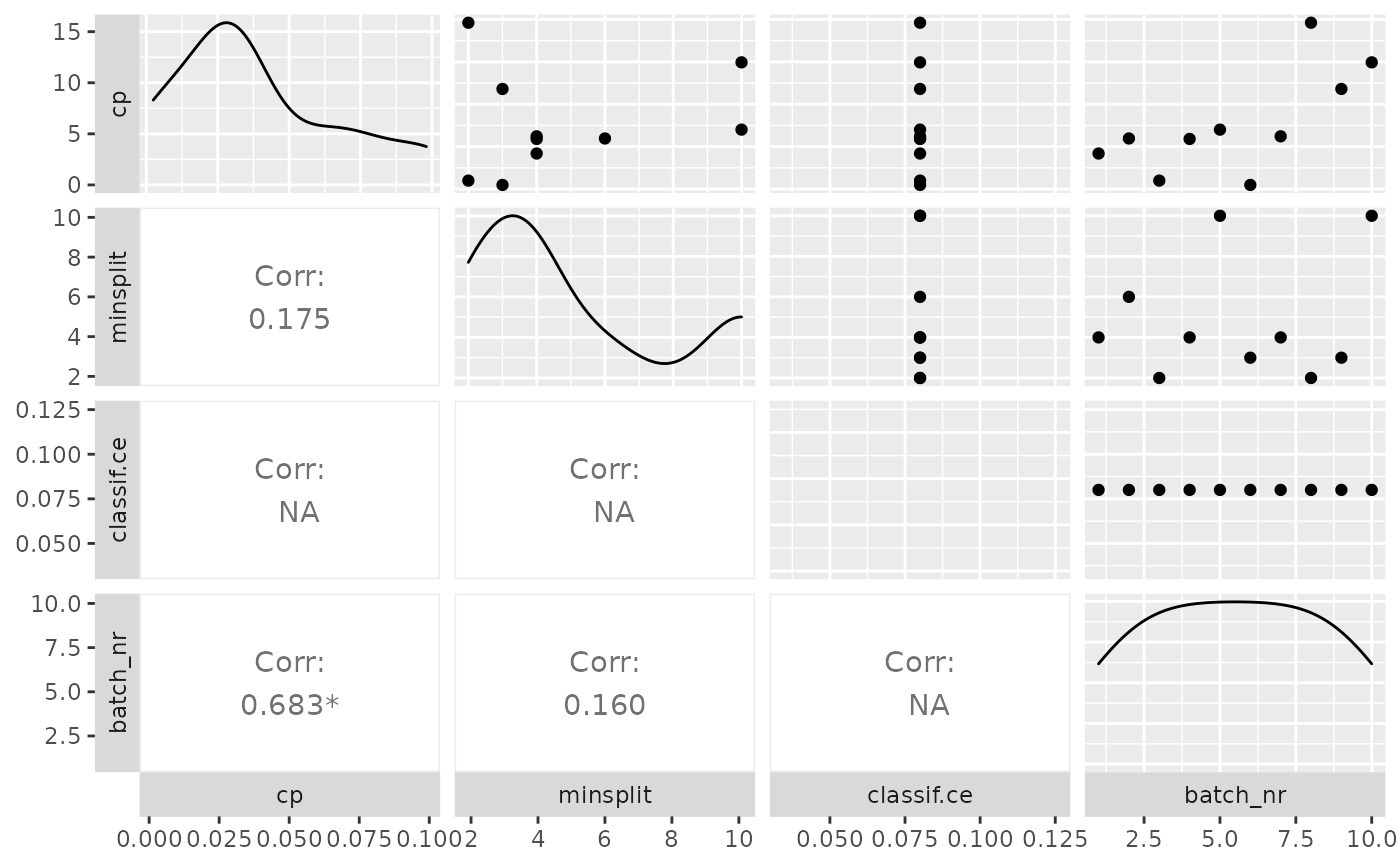 15
10
5
0
cp
10
8
6
4
2
minsplit
Corr:
0.175
0.125
0.100
0.075
0.050
classif.ce
Corr:
NA
Corr:
NA
10.0
7.5
5.0
2.5
batch_nr
Corr:
0.683*
Corr:
0.160
Corr:
NA
cp
minsplit
classif.ce
batch_nr
0.000 0.025 0.050 0.075 0.100
2 4 6 8 10
0.050 0.075 0.100 0.125
2.5 5.0 7.5 10.0